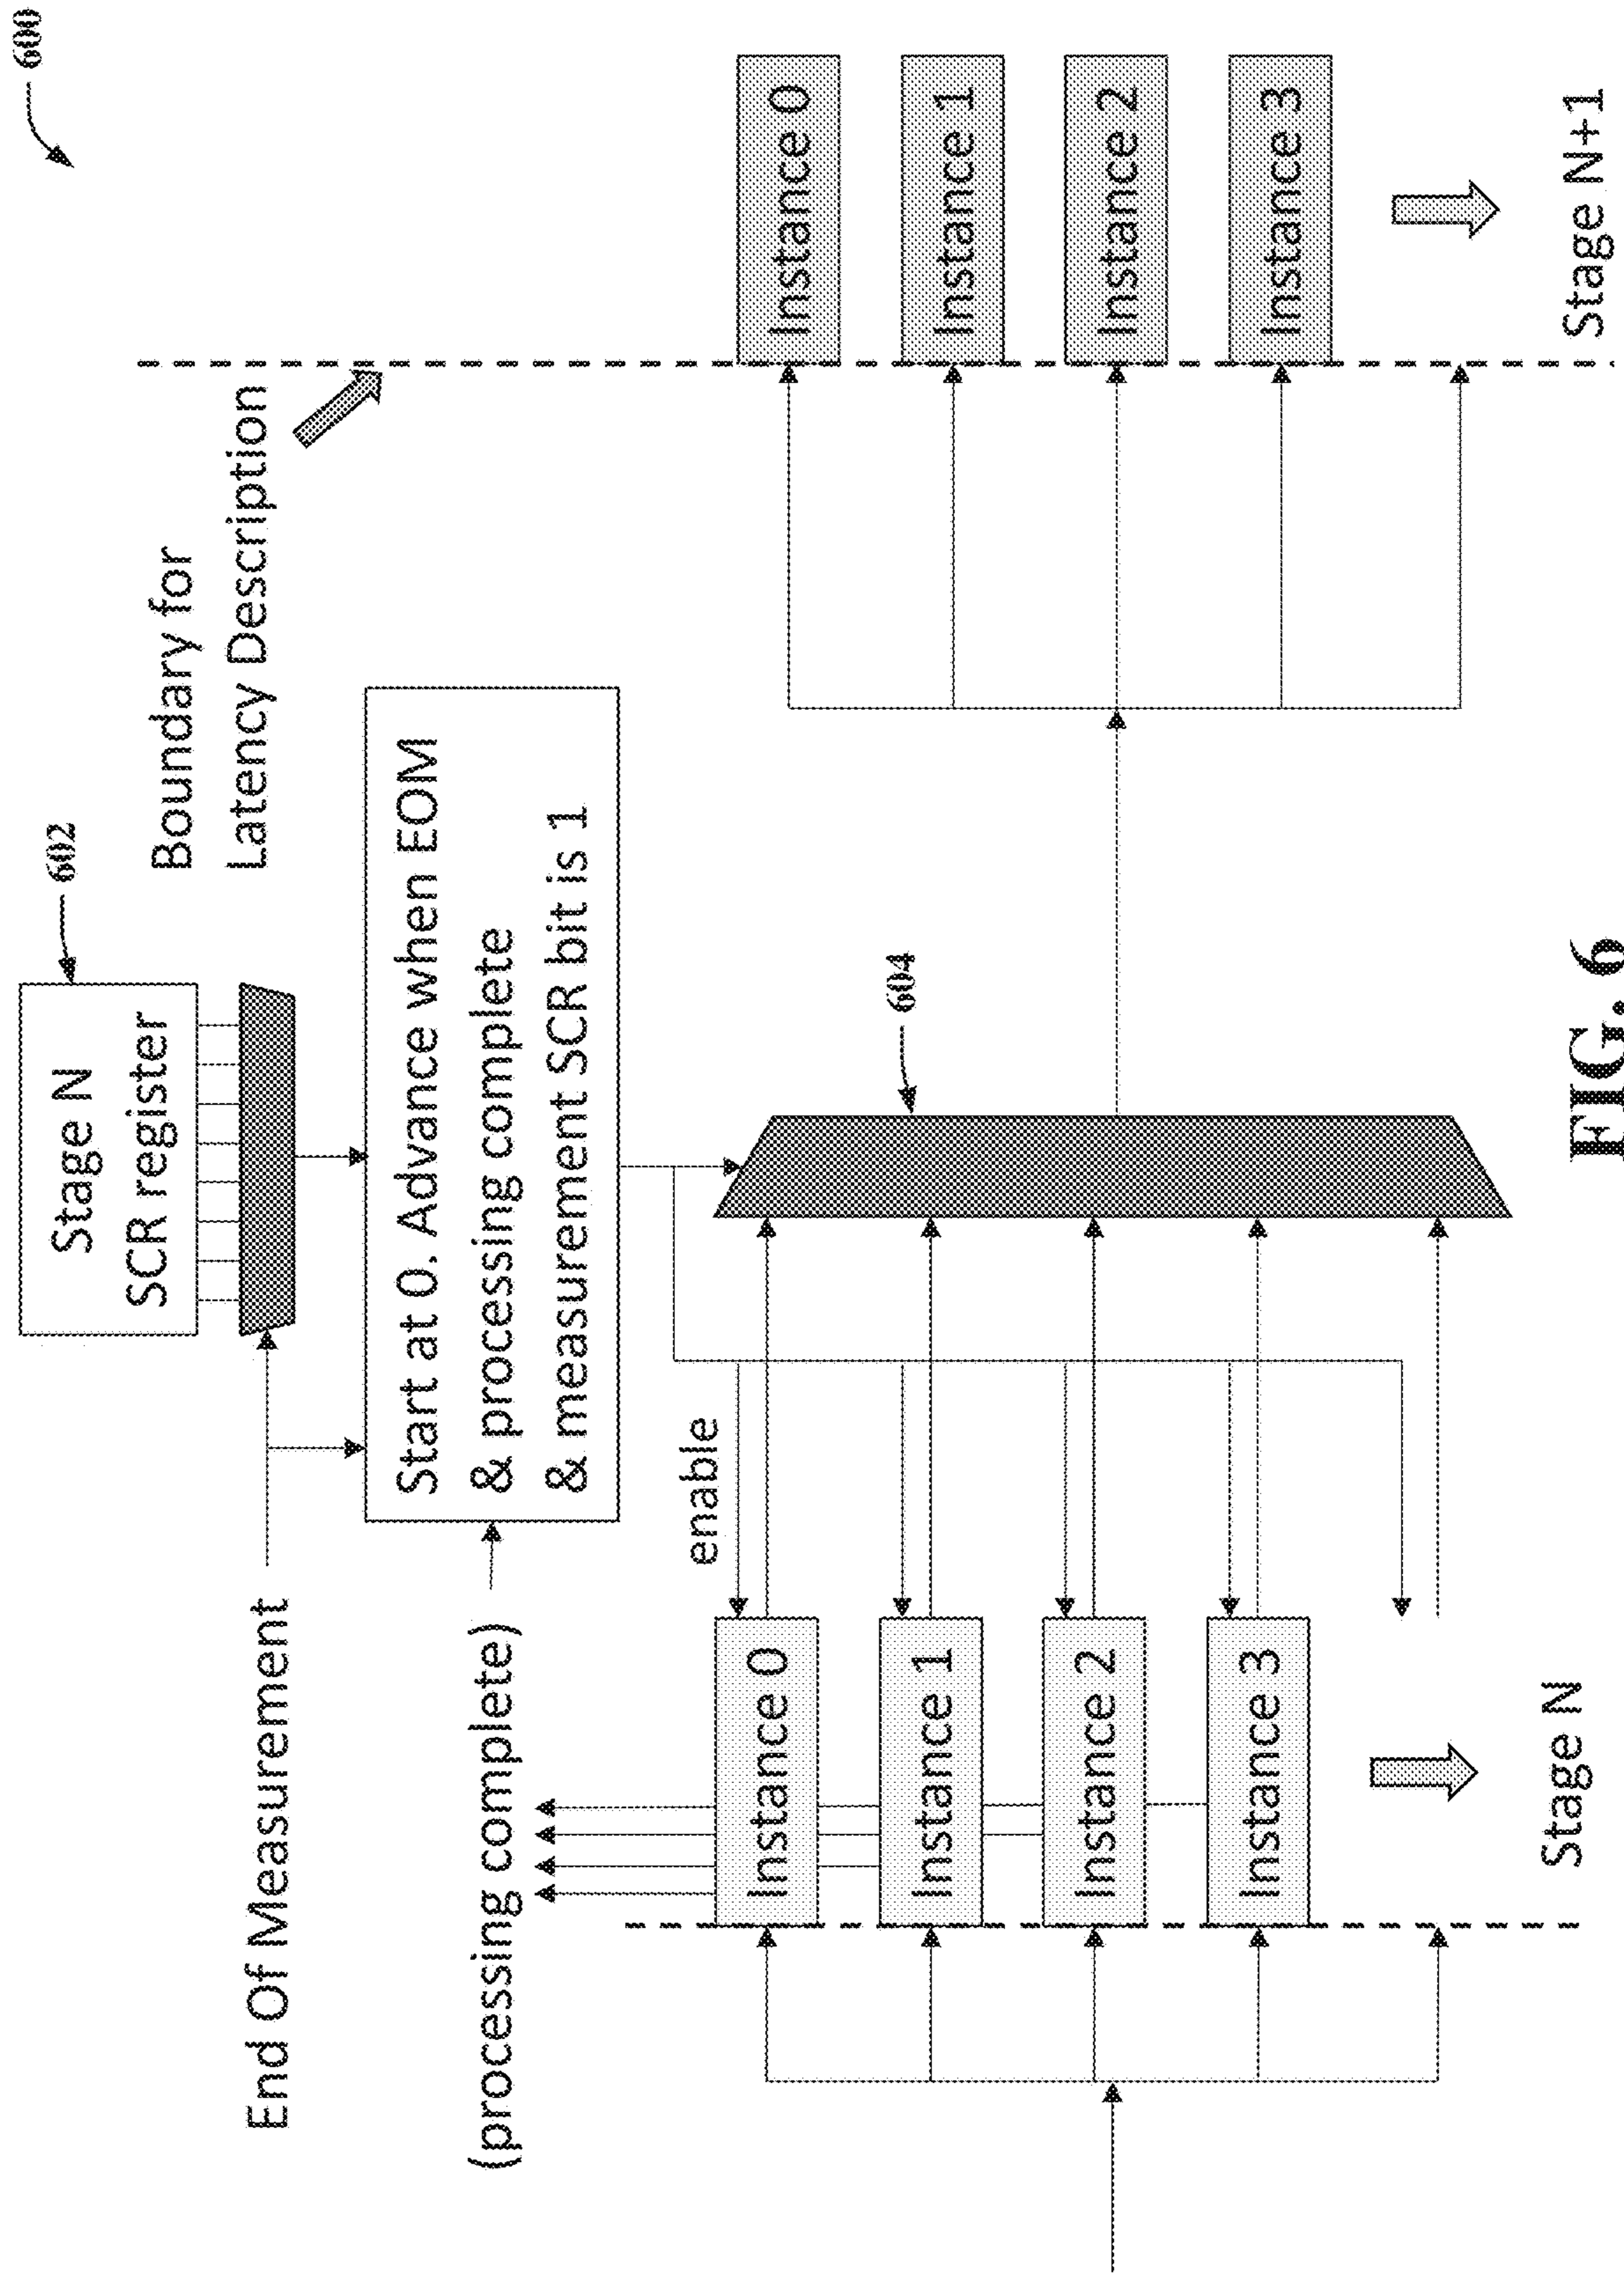 600
Stage N
SCR register
602
Boundary for
Latency Description
End Of Measurement
Start at 0. Advance when EOM
& processing complete
& measurement SCR bit is 1
(processing complete)
enable
604
Instance 0
Instance 1
Instance 2
Instance 3
Stage N
Instance 0
Instance 1
Instance 2
Instance 3
Stage N+1
FIG. 6